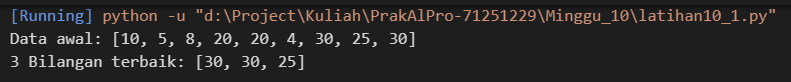 [Running] python -u "d:\Project\Kuliah\PrakAlPro-71251229\Minggu_10\latihan10_1.py"
Data awal: [10, 5, 8, 20, 20, 4, 30, 25, 30]
3 Bilangan terbaik: [30, 30, 25]